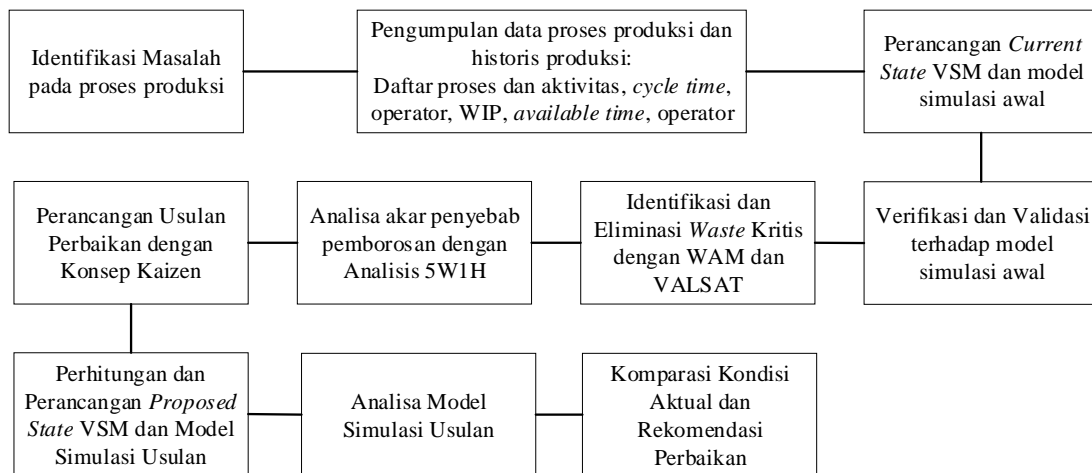 Identifikasi Masalah
pada proses produksi
Pengumpulan data proses produksi dan
historis produksi:
Daftar proses dan aktivitas, cycle time,
operator, WIP, available time, operator
Perancangan Current
State VSM dan model
simulasi awal
Verifikasi dan Validasi
terhadap model
simulasi awal
Identifikasi dan
Eliminasi Waste Kritis
dengan WAM dan
VALSAT
Analisa akar penyebab
pemborosan dengan
Analisis 5W1H
Perancangan Usulan
Perbaikan dengan
Konsep Kaizen
Perhitungan dan
Perancangan Proposed
State VSM dan Model
Simulasi Usulan
Analisa Model
Simulasi Usulan
Komparasi Kondisi
Aktual dan
Rekomendasi
Perbaikan